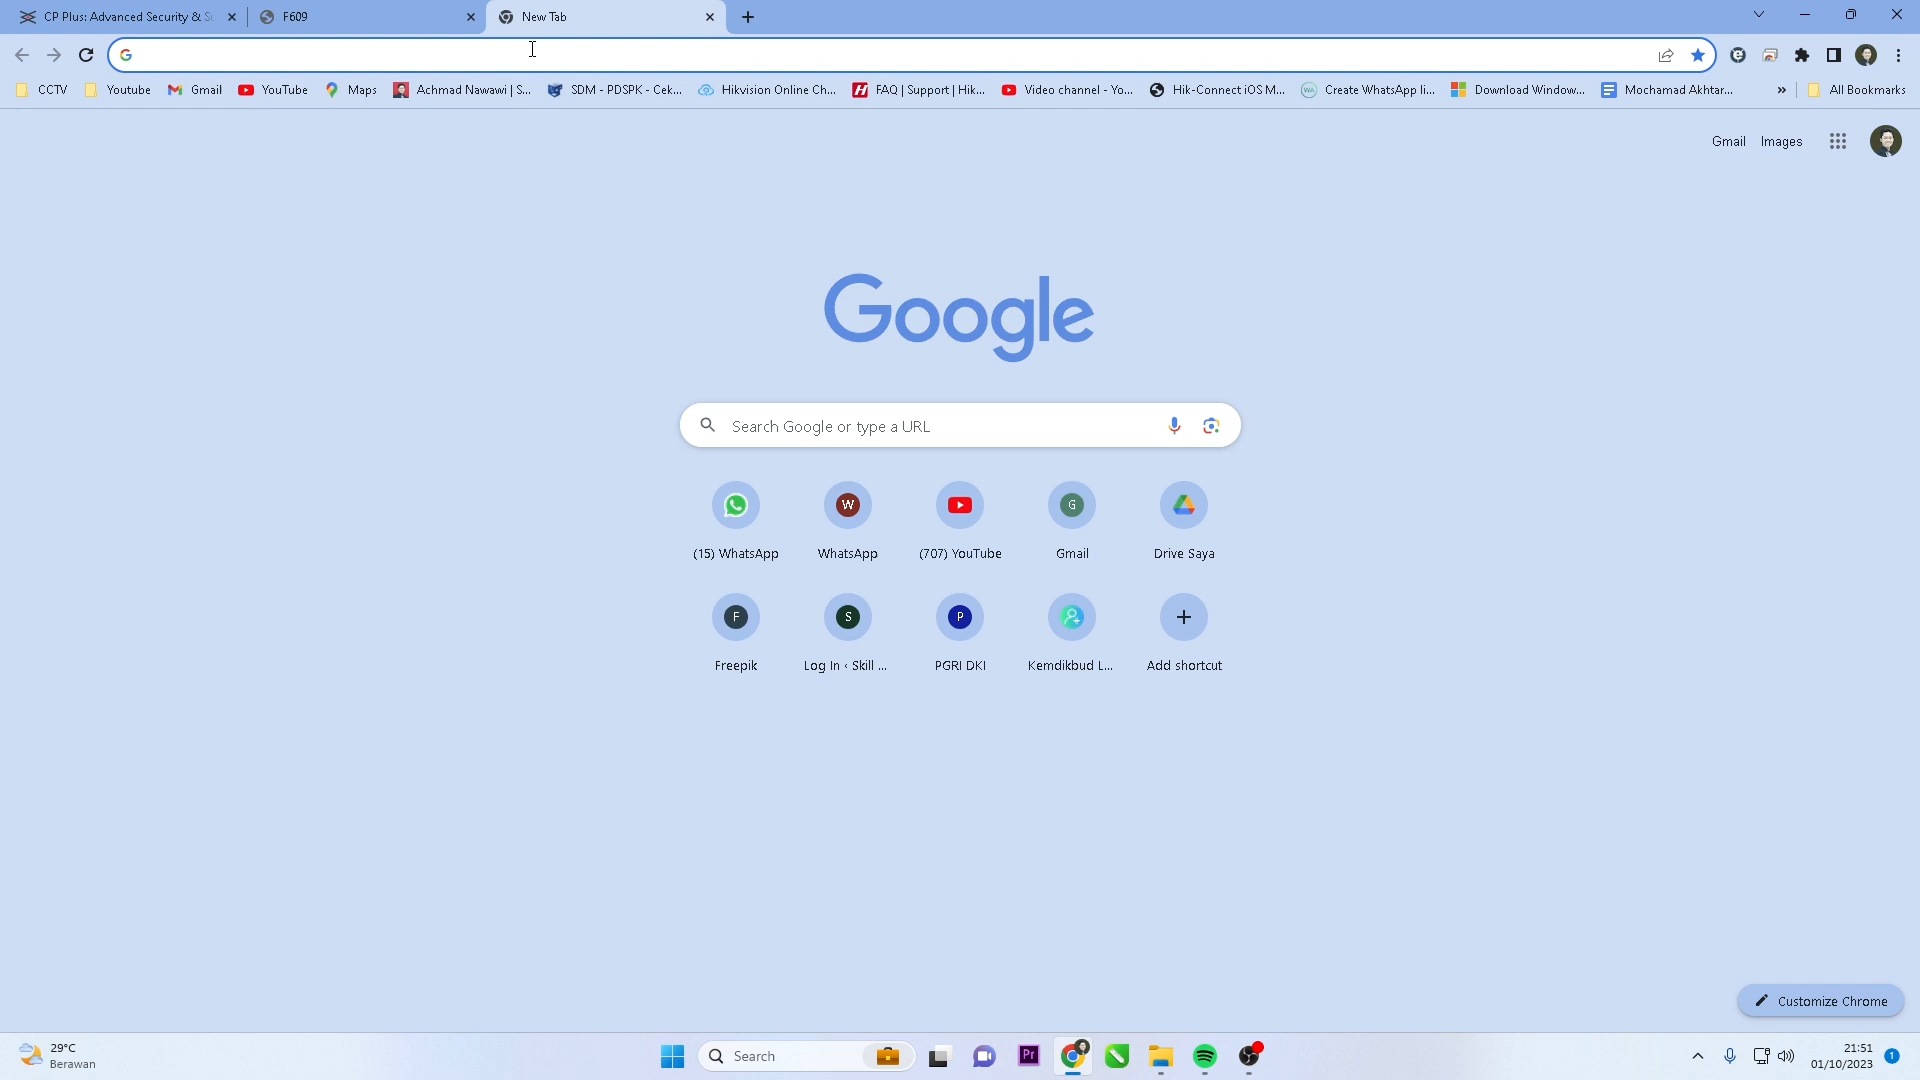 CP Plus: Advanced Security & Su
F609
New Tab
CCTV
Youtube
Gmail
YouTube
Maps
Achmad Nawawi | S...
SDM - PDSPK - Cek...
Hikvision Online Ch...
FAQ | Support | Hik...
Video channel - Yo...
Hik-Connect iOS M...
Create WhatsApp li...
Download Window...
Mochamad Akhtar...
»
All Bookmarks
Gmail
Images
Google
Search Google or type a URL
(15) WhatsApp
W
WhatsApp
(707) YouTube
G
Gmail
Drive Saya
F
Freepik
S
Log In ‹ Skill ...
P
PGRI DKI
Kemdikbud L...
Add shortcut
Customize Chrome
29°C
Berawan
Search
Pr
21:51
01/10/2023
1